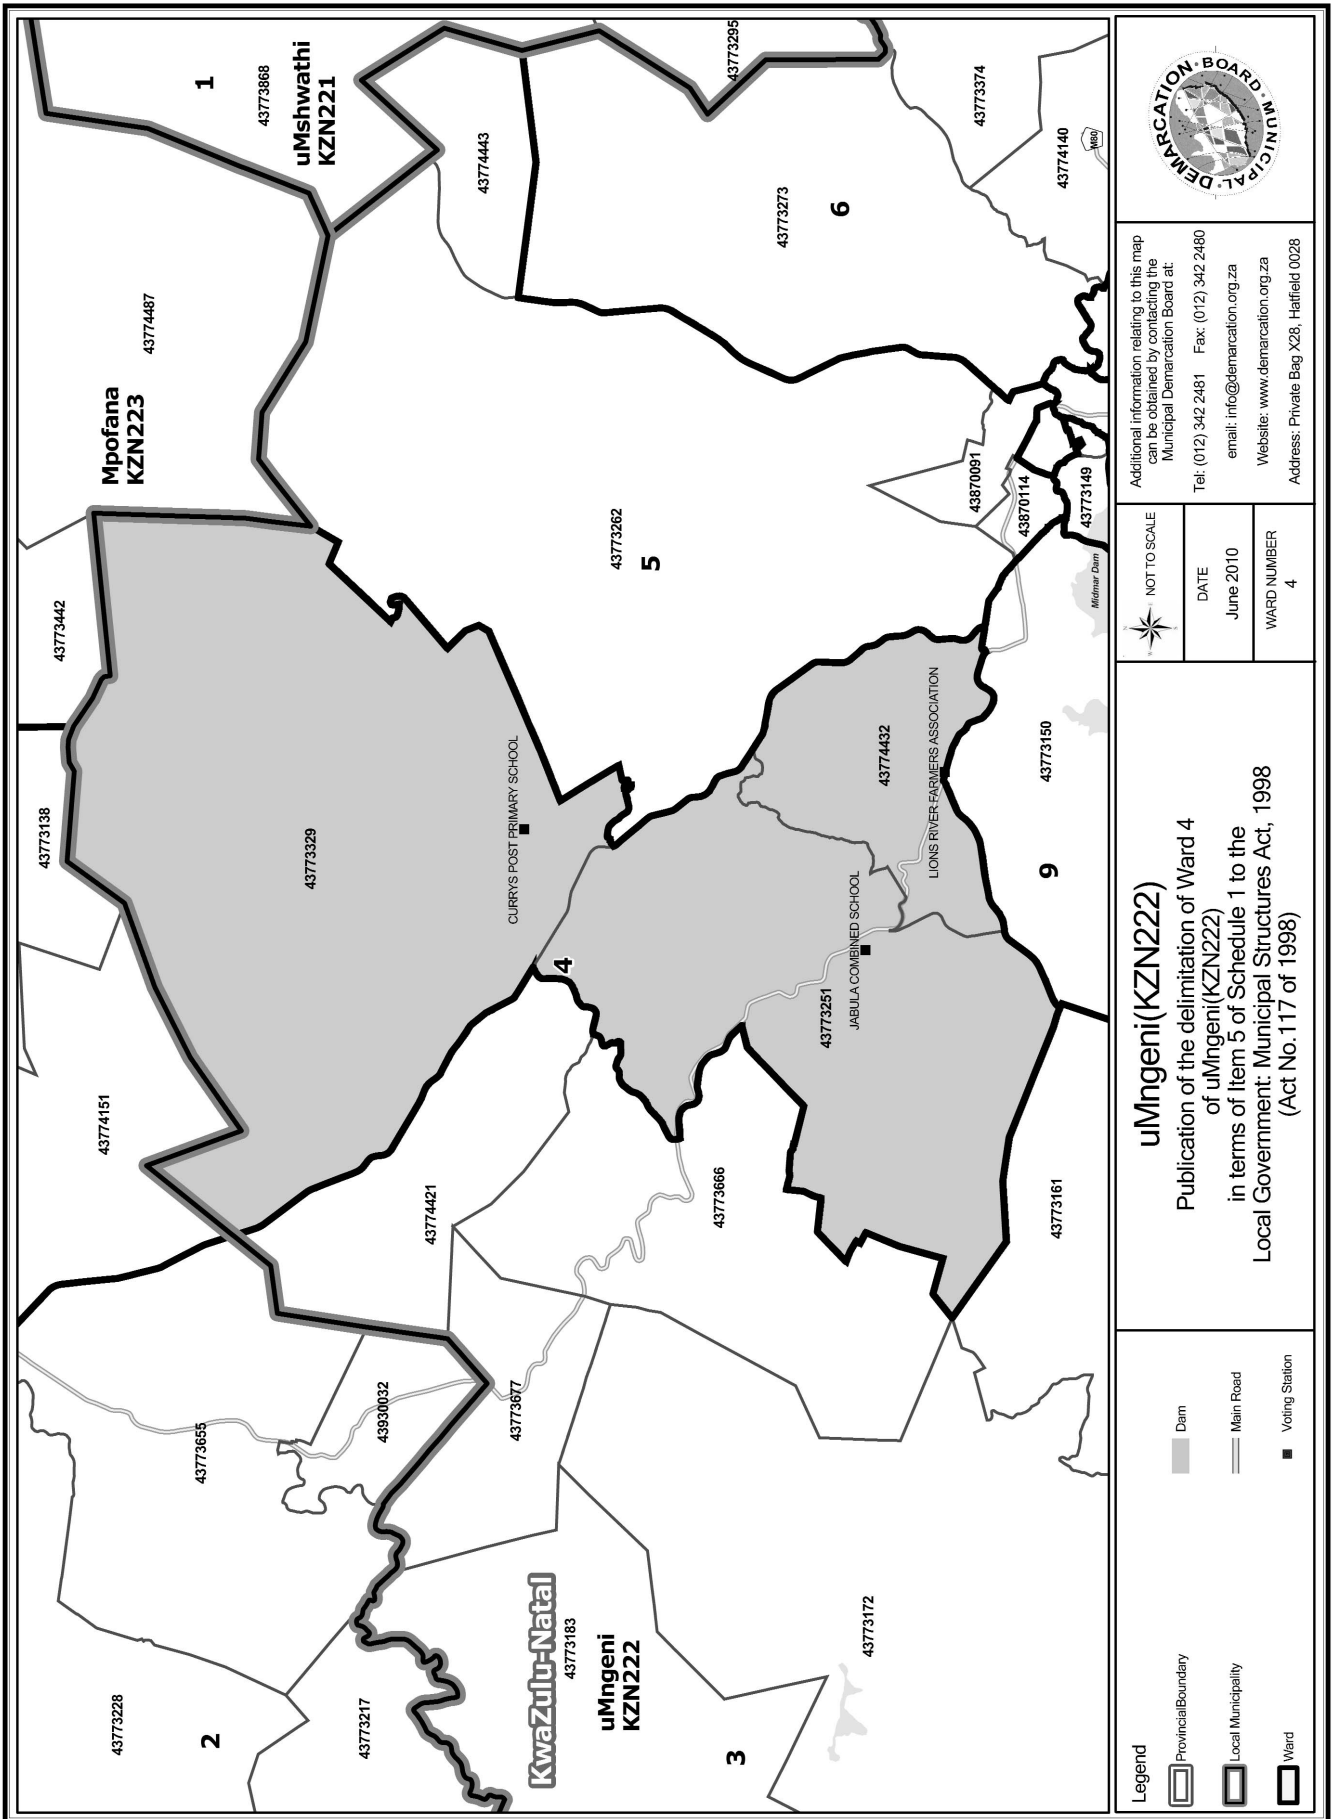 1
43773868
uMshwathi
KZN221
43773295
43774443
43773374
43774140
M80
43773273
6
43774487
Mpofana
KZN223
43773442
43773262
5
43870091
43870114
43773149
Midmar Dam
43773138
43773329
CURRYS POST PRIMARY SCHOOL
43774432
LIONS RIVER FARMERS ASSOCIATION
43773150
9
4
43773251
JABULA COMBINED SCHOOL
43774151
43774421
43773666
43773161
43773655
43930032
43773677
43773228
2
43773217
KwaZulu-Natal
43773183
uMngeni
KZN222
3
43773172
Legend
ProvincialBoundary
Local Municipality
Ward
Dam
Main Road
Voting Station
uMngeni(KZN222)
Publication of the delimitation of Ward 4
of uMngeni(KZN222)
in terms of Item 5 of Schedule 1 to the
Local Government: Municipal Structures Act, 1998
(Act No.117 of 1998)
NOT TO SCALE
DATE
June 2010
WARD NUMBER
4
Additional information relating to this map
can be obtained by contacting the
Municipal Demarcation Board at:
Tel: (012) 342 2481 Fax: (012) 342 2480
email: info@demarcation.org.za
Website: www.demarcation.org.za
Address: Private Bag X28, Hatfield 0028
MUNICIPAL • DEMARCATION • BOARD •